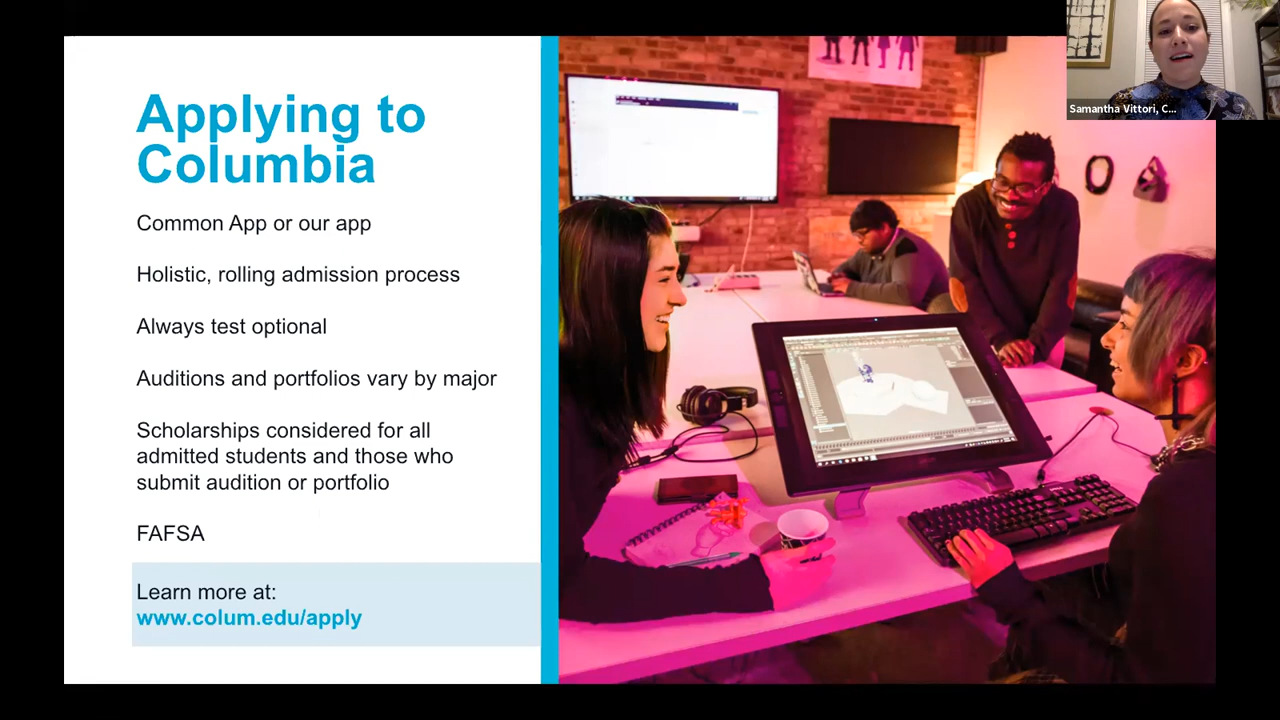 Applying to
Columbia
Common App or our app
Holistic, rolling admission process
Always test optional
Auditions and portfolios vary by major
Scholarships considered for all
admitted students and those who
submit audition or portfolio
FAFSA
Learn more at:
www.colum.edu/apply
Samantha Vittori, C...